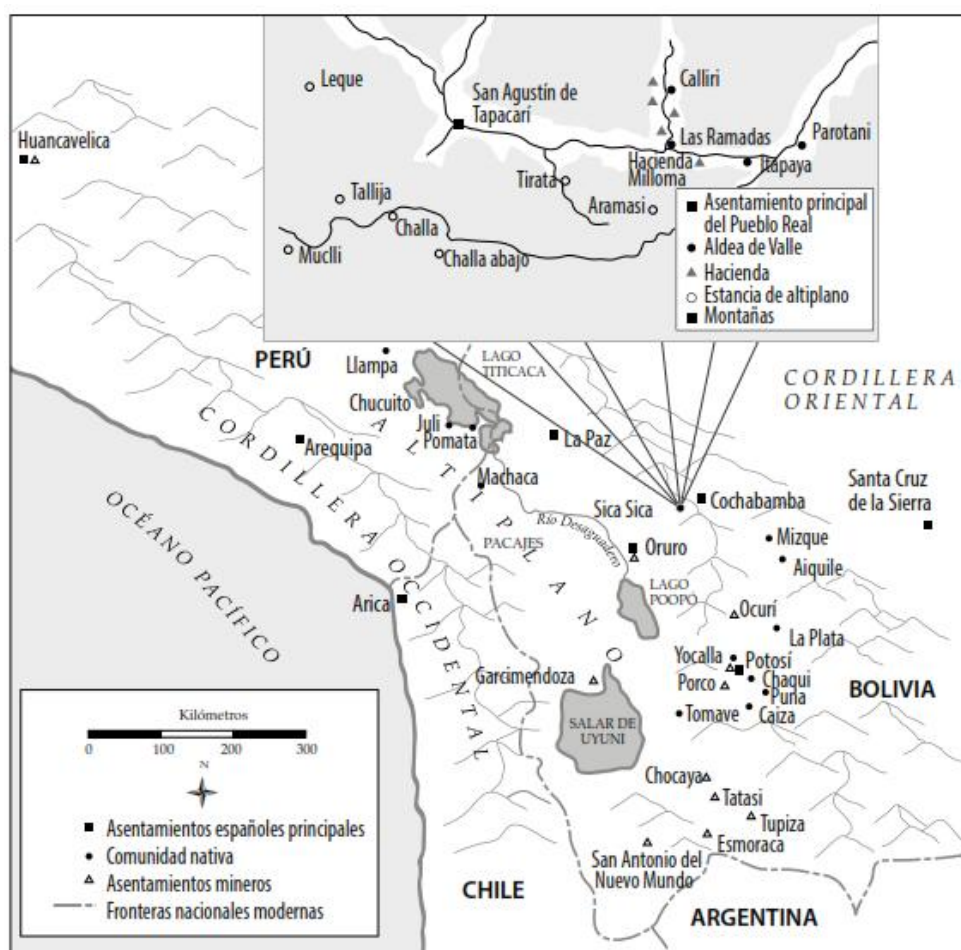 Leque
San Agustín de
Tapacarí
Calliri
Las Ramadas
Parotani
Hacienda
Milloma
Itapaya
Tirata
Aramasi
Tallija
Challa
Muclli
Challa abajo
Asentamiento principal
del Pueblo Real
Aldea de Valle
Hacienda
Estancia de altiplano
Montañas
Huancavelica
PERÚ
Llampa
LAGO
TITICACA
CORDILLERA
ORIENTAL
Chucuito
Juli
Pomata
Arequipa
La Paz
Machaca
Sica Sica
Cochabamba
Santa Cruz
de la Sierra
CORDILLERA OCCIDENTAL
ALTIPLANO
OCÉANO PACÍFICO
PACAJES
Río Desaguadero
Oruro
Mizque
Aiquile
LAGO
POOPÓ
Arica
Ocurí
La Plata
Yocalla
Potosí
Garcimendoza
Porco
Chaqui
Puna
BOLIVIA
Caiza
Tomave
SALAR DE
UYUNI
Chocaya
Tatasi
Tupiza
Esmoraca
San Antonio del
Nuevo Mundo
CHILE
ARGENTINA
Kilómetros
0 100 200 300
N
Asentamientos españoles principales
Comunidad nativa
Asentamientos mineros
Fronteras nacionales modernas